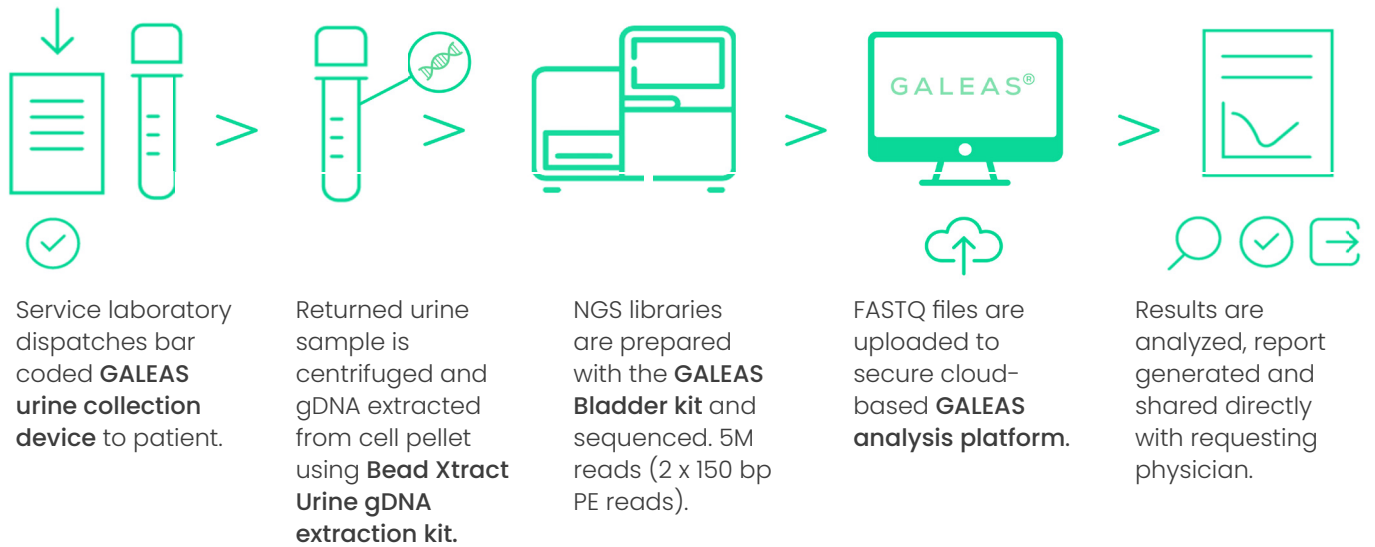 GALEAS®
Service laboratory
dispatches bar
coded GALEAS
urine collection
device to patient.
Returned urine
sample is
centrifuged and
gDNA extracted
from cell pellet
using Bead Xtract
Urine gDNA
extraction kit.
NGS libraries
are prepared
with the GALEAS
Bladder kit and
sequenced. 5M
reads (2 x 150 bp
PE reads).
FASTQ files are
uploaded to
secure cloud-
based GALEAS
analysis platform.
Results are
analyzed, report
generated and
shared directly
with requesting
physician.